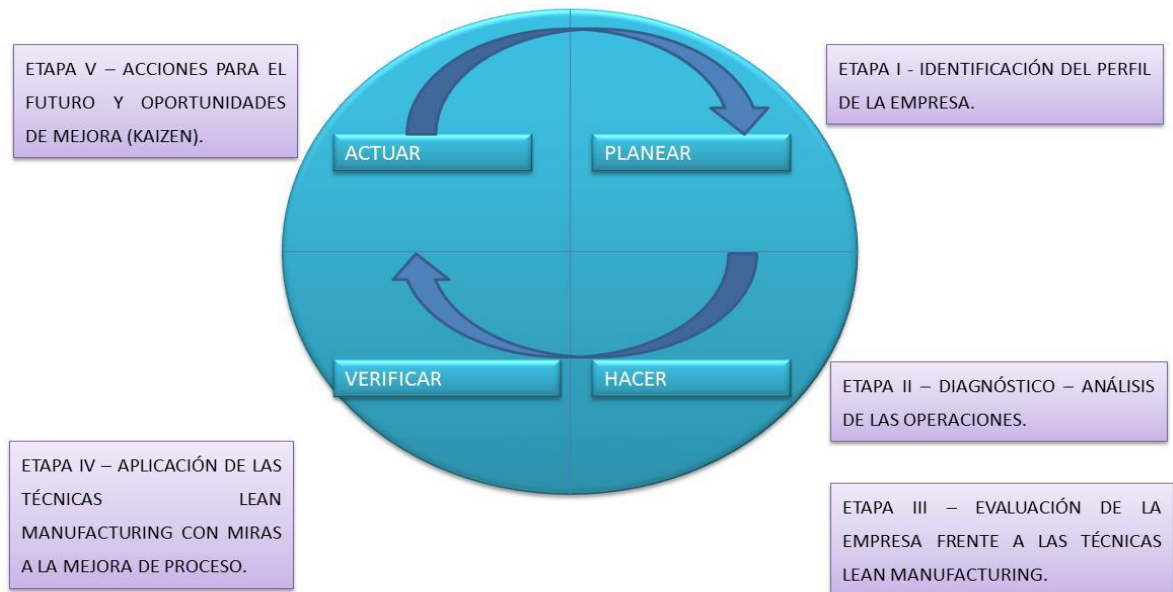 ETAPA V – ACCIONES PARA EL
FUTURO Y OPORTUNIDADES
DE MEJORA (KAIZEN).
ETAPA I - IDENTIFICACIÓN DEL PERFIL
DE LA EMPRESA.
ACTUAR
PLANEAR
VERIFICAR
HACER
ETAPA II – DIAGNÓSTICO – ANÁLISIS
DE LAS OPERACIONES.
ETAPA IV – APLICACIÓN DE LAS
TÉCNICAS LEAN
MANUFACTURING CON MIRAS
A LA MEJORA DE PROCESO.
ETAPA III – EVALUACIÓN DE LA
EMPRESA FRENTE A LAS TÉCNICAS
LEAN MANUFACTURING.